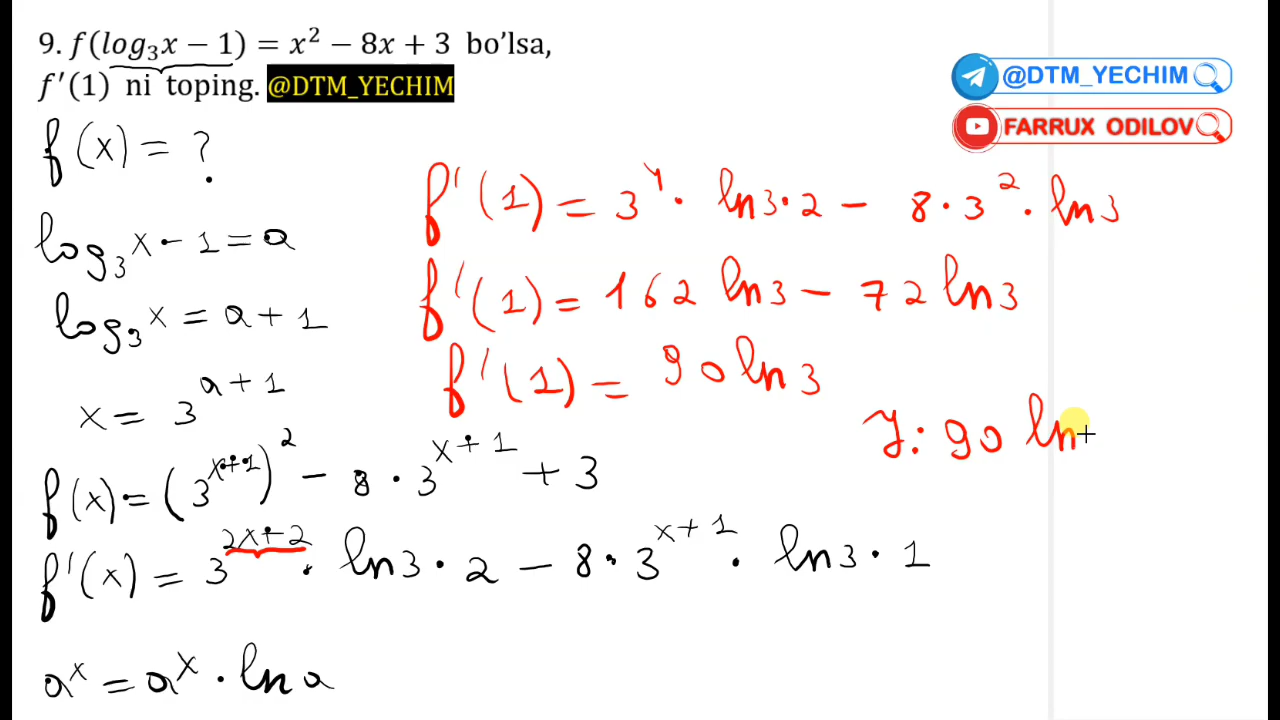 9. f(log₃x − 1) = x² − 8x + 3 bo’lsa,
f ′(1) ni toping. @DTM_YECHIM
@DTM_YECHIM
FARRUX ODILOV
f(x) = ?
log₃x - 1 = a
log₃x = a + 1
x = 3^(a+1)
f(x) = (3^(x+1))² − 8 · 3^(x+1) + 3
f'(x) = 3^(2x+2) · ln3 · 2 − 8 · 3^(x+1) · ln3 · 1
aˣ = aˣ · ln a
f'(1) = 3⁴ · ln3 · 2 − 8 · 3² · ln3
f'(1) = 162 ln3 − 72 ln3
f'(1) = 90 ln3
J: 90 ln